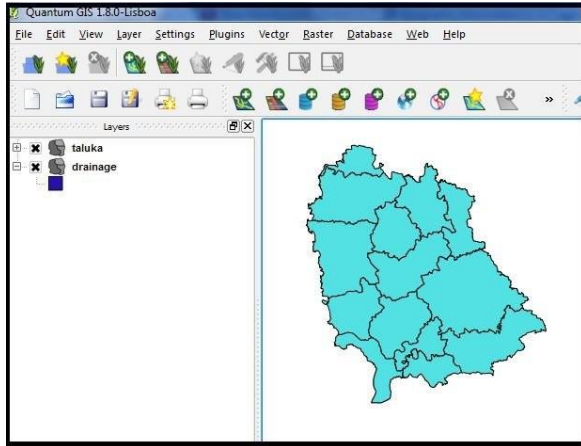 Quantum GIS 1.8.0-Lisboa
File Edit View Layer Settings Plugins Vector Raster Database Web Help
»
Layers
taluka
drainage